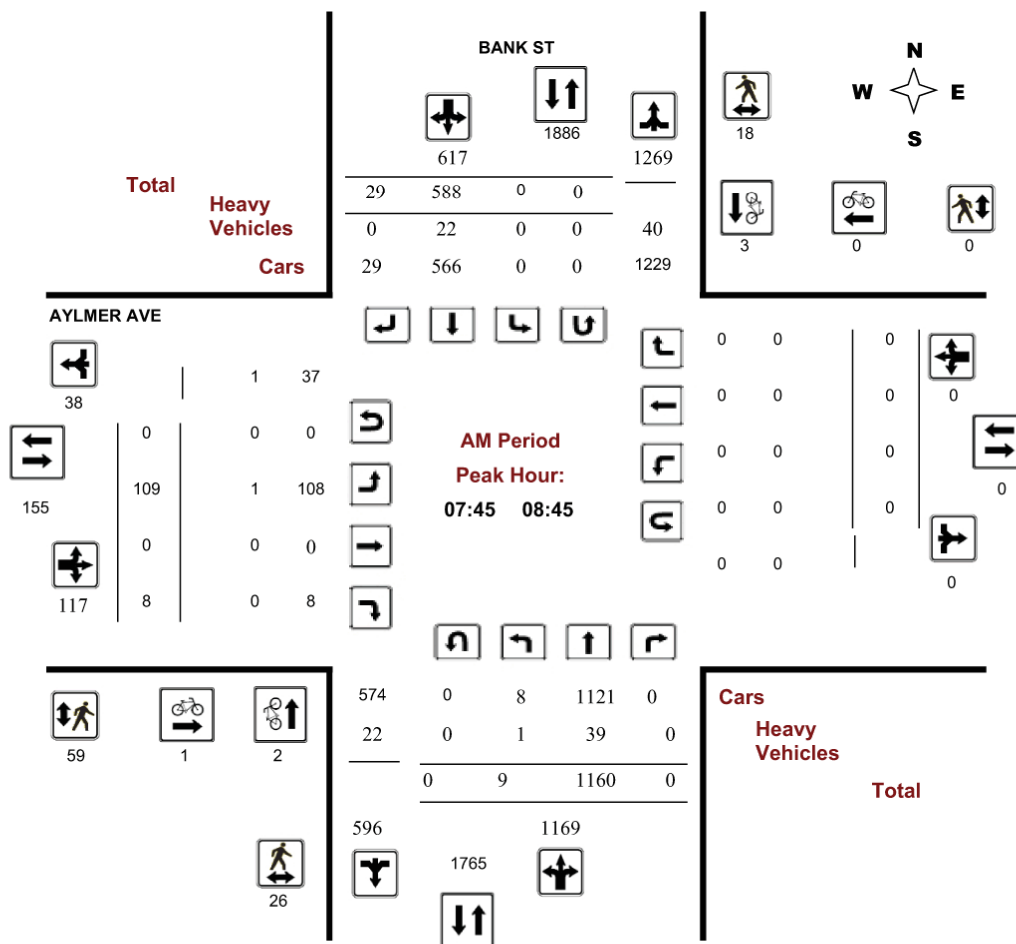 BANK ST
N
W E
S
1886
18
617 1269
Total 29 588 0 0
Heavy
Vehicles 0 22 0 0 40
3 0 0
Cars 29 566 0 0 1229
AYLMER AVE
38 1 37
0 0 0
155 109 1 108
0 0 0
117 8 0 8
AM Period
Peak Hour:
07:45 08:45
0 0 0
0 0 0 0
0 0 0
0 0 0 0
0 0 0
574 0 8 1121 0 Cars
22 0 1 39 0 Heavy
Vehicles
59 1 2
0 9 1160 0 Total
596 1169
1765
26